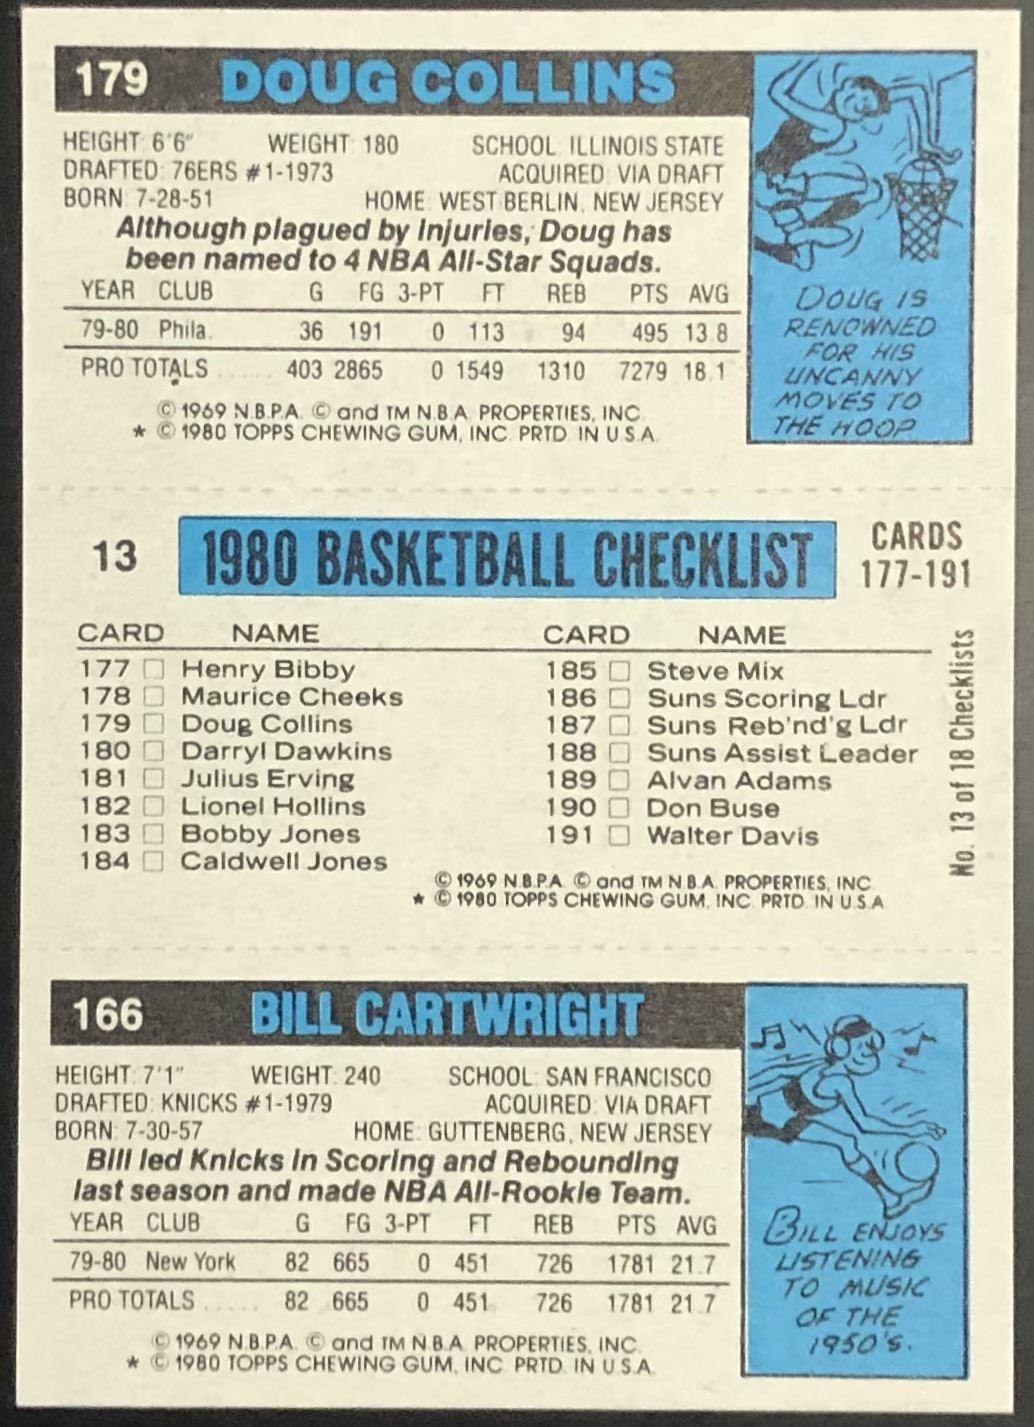 179 DOUG COLLINS
HEIGHT: 6'6" WEIGHT: 180 SCHOOL: ILLINOIS STATE
DRAFTED: 76ERS #1-1973 ACQUIRED: VIA DRAFT
BORN: 7-28-51 HOME: WEST BERLIN, NEW JERSEY
Although plagued by Injuries, Doug has
been named to 4 NBA All-Star Squads.
YEAR CLUB G FG 3-PT FT REB PTS AVG
79-80 Phila. 36 191 0 113 94 495 13.8
PRO TOTALS ..... 403 2865 0 1549 1310 7279 18.1
© 1969 N.B.P.A. © and TM N.B.A. PROPERTIES, INC.
* © 1980 TOPPS CHEWING GUM, INC. PRTD. IN U.S.A.
DOUG IS
RENOWNED
FOR HIS
UNCANNY
MOVES TO
THE HOOP
13 1980 BASKETBALL CHECKLIST CARDS
177-191
CARD NAME
177 □ Henry Bibby
178 □ Maurice Cheeks
179 □ Doug Collins
180 □ Darryl Dawkins
181 □ Julius Erving
182 □ Lionel Hollins
183 □ Bobby Jones
184 □ Caldwell Jones
CARD NAME
185 □ Steve Mix
186 □ Suns Scoring Ldr
187 □ Suns Reb'nd'g Ldr
188 □ Suns Assist Leader
189 □ Alvan Adams
190 □ Don Buse
191 □ Walter Davis
No. 13 of 18 Checklists
© 1969 N.B.P.A. © and TM N.B.A. PROPERTIES, INC.
* © 1980 TOPPS CHEWING GUM, INC. PRTD. IN U.S.A.
166 BILL CARTWRIGHT
HEIGHT: 7'1" WEIGHT: 240 SCHOOL: SAN FRANCISCO
DRAFTED: KNICKS #1-1979 ACQUIRED: VIA DRAFT
BORN: 7-30-57 HOME: GUTTENBERG, NEW JERSEY
Bill led Knicks in Scoring and Rebounding
last season and made NBA All-Rookie Team.
YEAR CLUB G FG 3-PT FT REB PTS AVG
79-80 New York 82 665 0 451 726 1781 21.7
PRO TOTALS ..... 82 665 0 451 726 1781 21.7
© 1969 N.B.P.A. © and TM N.B.A. PROPERTIES, INC.
* © 1980 TOPPS CHEWING GUM, INC. PRTD. IN U.S.A.
BILL ENJOYS
LISTENING
TO MUSIC
OF THE
1950'S.